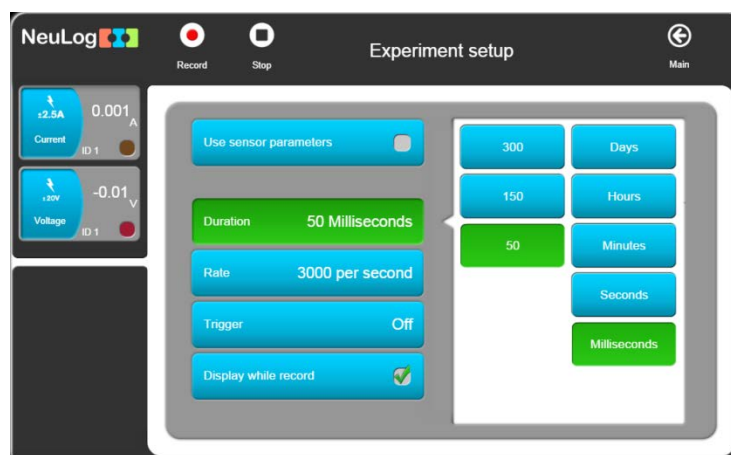 NeuLog
Record
Stop
Experiment setup
Main
±2.5A
0.001
A
Current
ID 1
±20V
-0.01
V
Voltage
ID 1
Use sensor parameters
Duration 50 Milliseconds
Rate 3000 per second
Trigger Off
Display while record
300 Days
150 Hours
50 Minutes
Seconds
Milliseconds